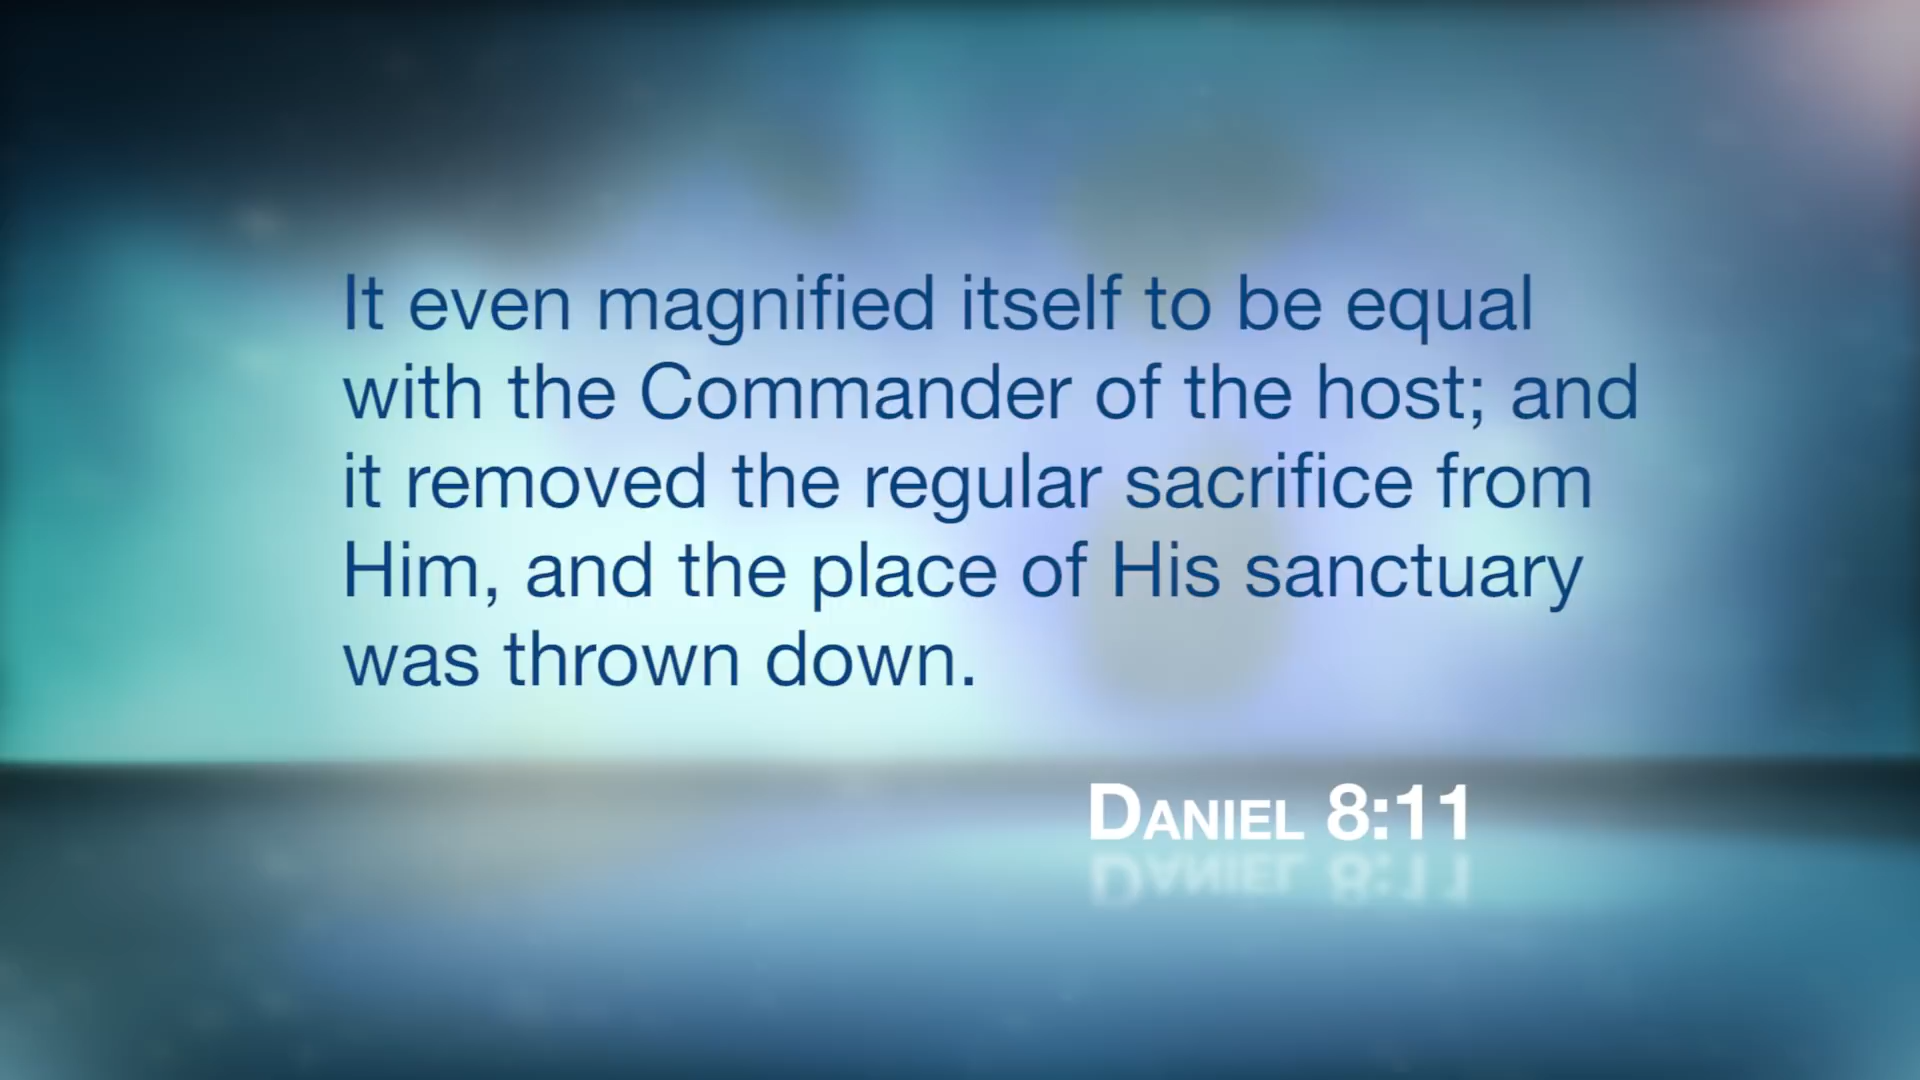 It even magnified itself to be equal
with the Commander of the host; and
it removed the regular sacrifice from
Him, and the place of His sanctuary
was thrown down.
Daniel 8:11